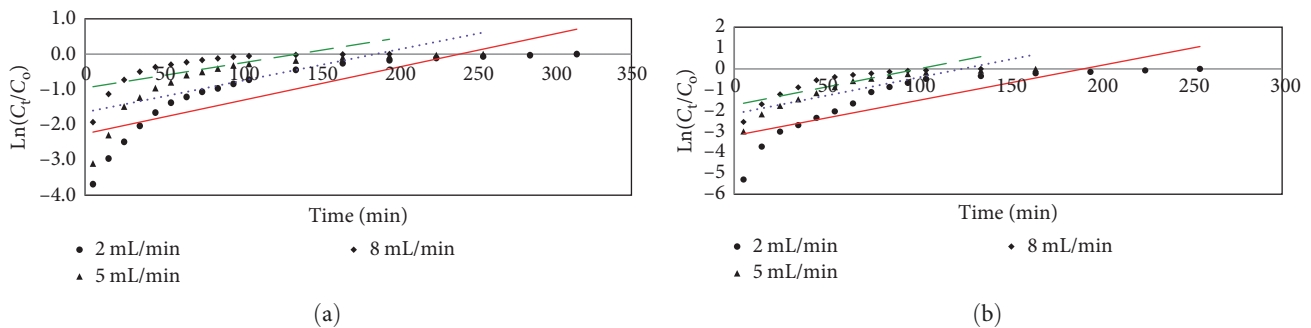 1.0
0.0
−1.0
−2.0
−3.0
−4.0
Ln(Cₜ/Cₒ)
0 50 100 150 200 250 300 350
Time (min)
2 mL/min
5 mL/min
8 mL/min
(a)
2
1
0
−1
−2
−3
−4
−5
−6
Ln(Cₜ/Cₒ)
0 50 100 150 200 250 300
Time (min)
2 mL/min
5 mL/min
8 mL/min
(b)